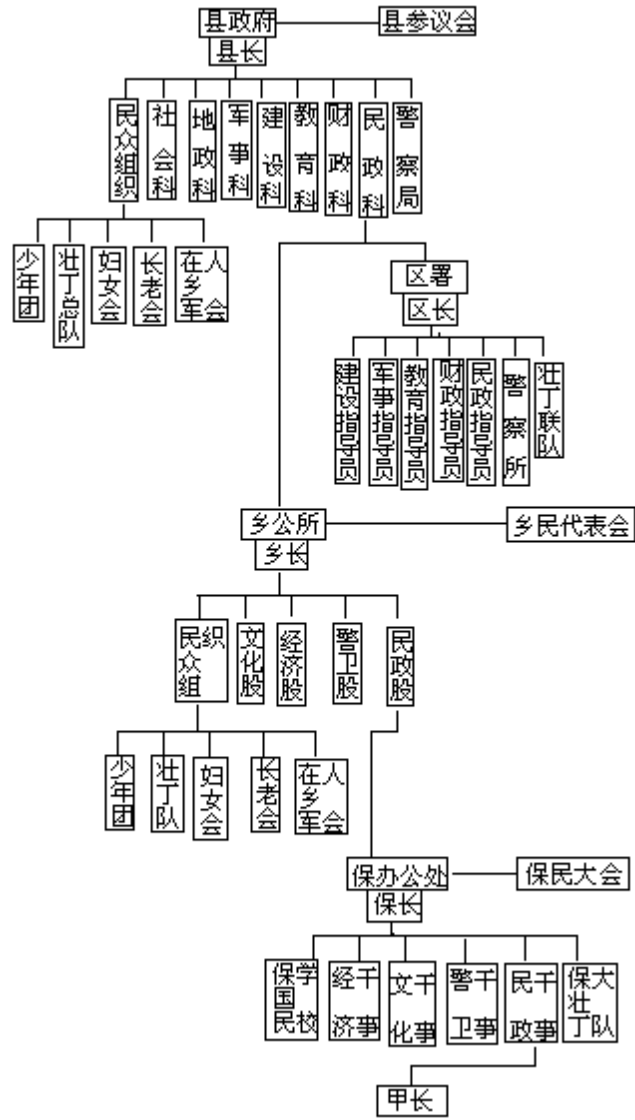 县政府
县参议会
县长
民众组织
社会科
地政科
军事科
建设科
教育科
财政科
民政科
警察局
少年团
壮丁总队
妇女会
长老会
在乡军人会
区署
区长
建设指导员
军事指导员
教育指导员
财政指导员
民政指导员
警察所
壮丁联队
乡公所
乡民代表会
乡长
民众组织
文化股
经济股
警卫股
民政股
少年团
壮丁队
妇女会
长老会
在乡军人会
保办公处
保民大会
保长
保国民学校
经济千事
文化千事
警卫千事
民政千事
保壮丁大队
甲长